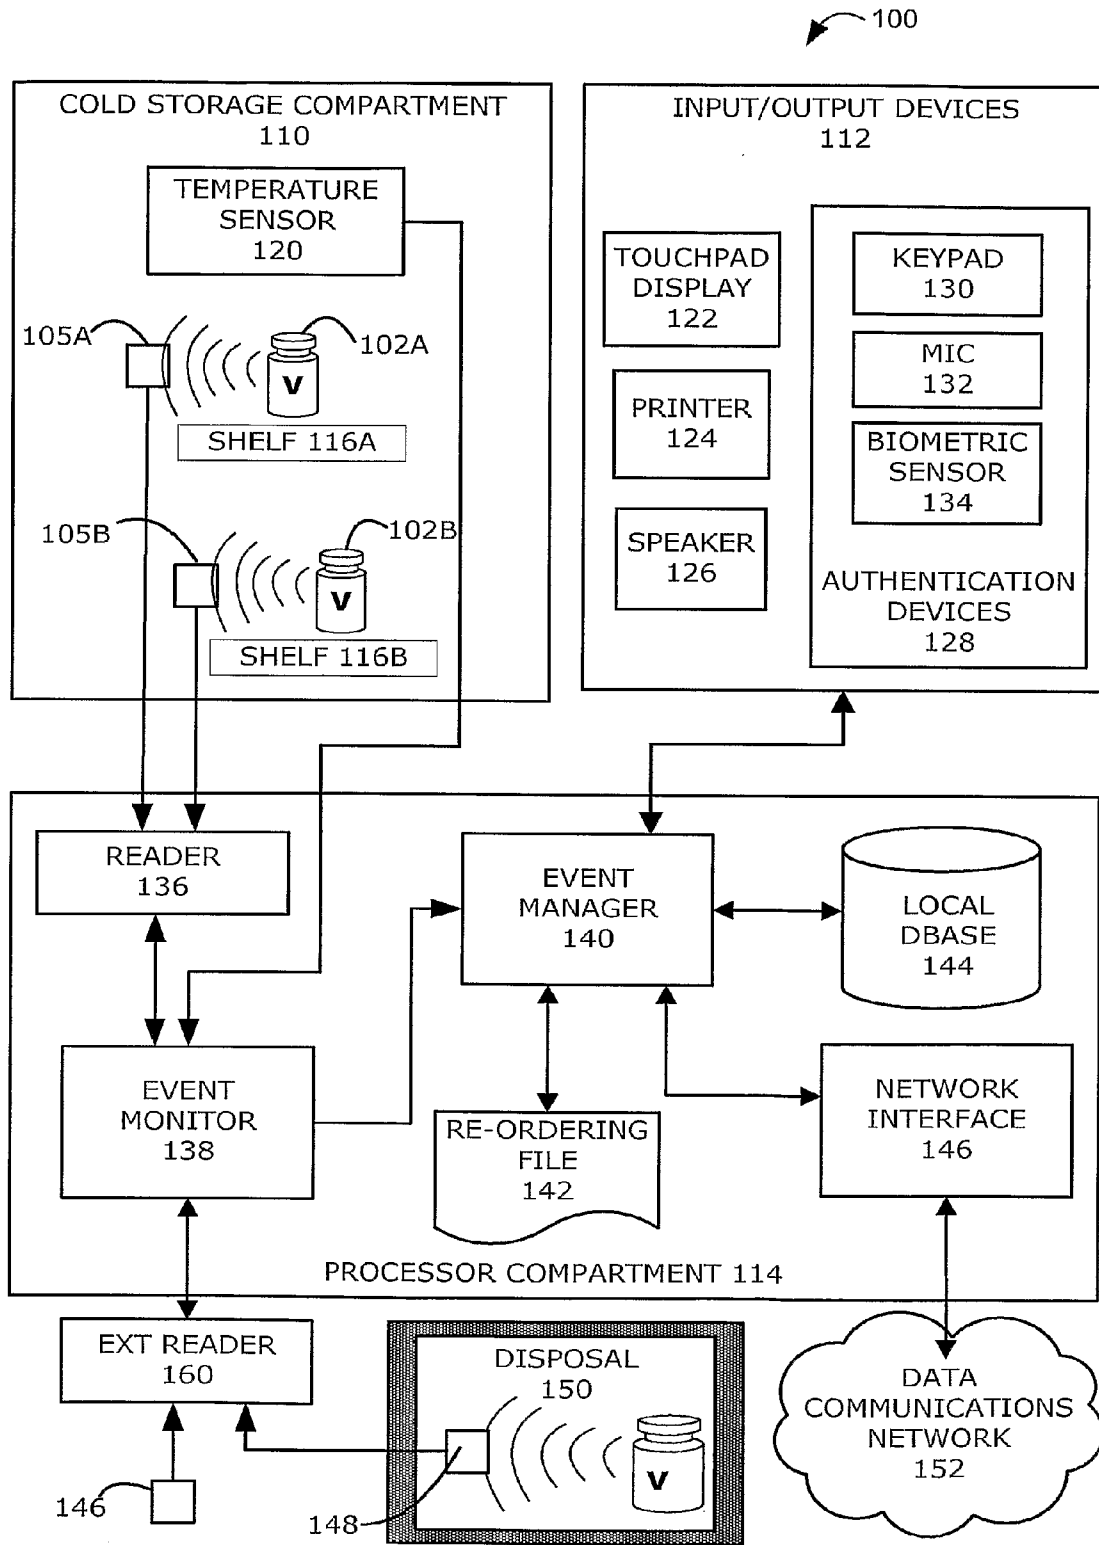 100
COLD STORAGE COMPARTMENT
110
TEMPERATURE
SENSOR
120
105A
102A
V
SHELF 116A
105B
102B
V
SHELF 116B
INPUT/OUTPUT DEVICES
112
TOUCHPAD
DISPLAY
122
PRINTER
124
SPEAKER
126
KEYPAD
130
MIC
132
BIOMETRIC
SENSOR
134
AUTHENTICATION
DEVICES
128
READER
136
EVENT
MANAGER
140
LOCAL
DBASE
144
EVENT
MONITOR
138
RE-ORDERING
FILE
142
NETWORK
INTERFACE
146
PROCESSOR COMPARTMENT 114
EXT READER
160
DISPOSAL
150
V
146
148
DATA
COMMUNICATIONS
NETWORK
152